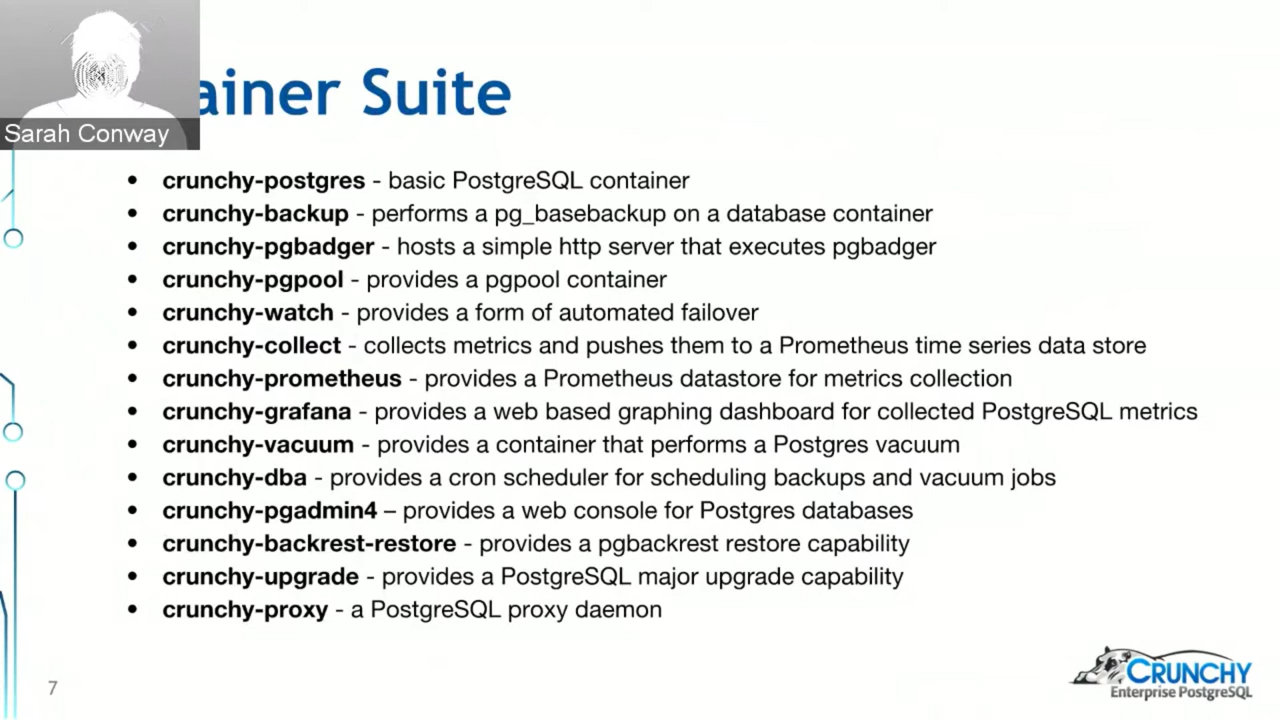 ainer Suite
Sarah Conway
• crunchy-postgres - basic PostgreSQL container
• crunchy-backup - performs a pg_basebackup on a database container
• crunchy-pgbadger - hosts a simple http server that executes pgbadger
• crunchy-pgpool - provides a pgpool container
• crunchy-watch - provides a form of automated failover
• crunchy-collect - collects metrics and pushes them to a Prometheus time series data store
• crunchy-prometheus - provides a Prometheus datastore for metrics collection
• crunchy-grafana - provides a web based graphing dashboard for collected PostgreSQL metrics
• crunchy-vacuum - provides a container that performs a Postgres vacuum
• crunchy-dba - provides a cron scheduler for scheduling backups and vacuum jobs
• crunchy-pgadmin4 – provides a web console for Postgres databases
• crunchy-backrest-restore - provides a pgbackrest restore capability
• crunchy-upgrade - provides a PostgreSQL major upgrade capability
• crunchy-proxy - a PostgreSQL proxy daemon
7
CRUNCHY
Enterprise PostgreSQL